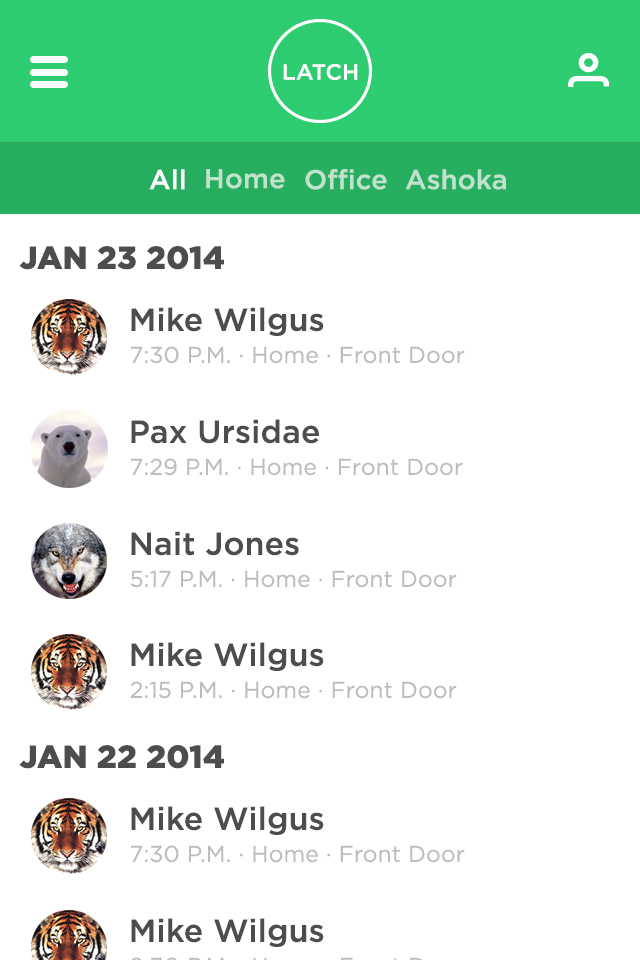 LATCH
All Home Office Ashoka
JAN 23 2014
Mike Wilgus
7:30 P.M. · Home · Front Door
Pax Ursidae
7:29 P.M. · Home · Front Door
Nait Jones
5:17 P.M. · Home · Front Door
Mike Wilgus
2:15 P.M. · Home · Front Door
JAN 22 2014
Mike Wilgus
7:30 P.M. · Home · Front Door
Mike Wilgus